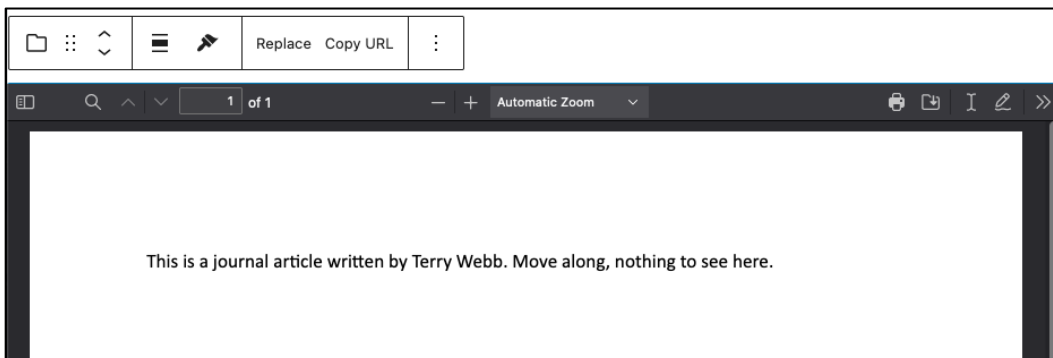 Replace Copy URL
1 of 1 Automatic Zoom
This is a journal article written by Terry Webb. Move along, nothing to see here.